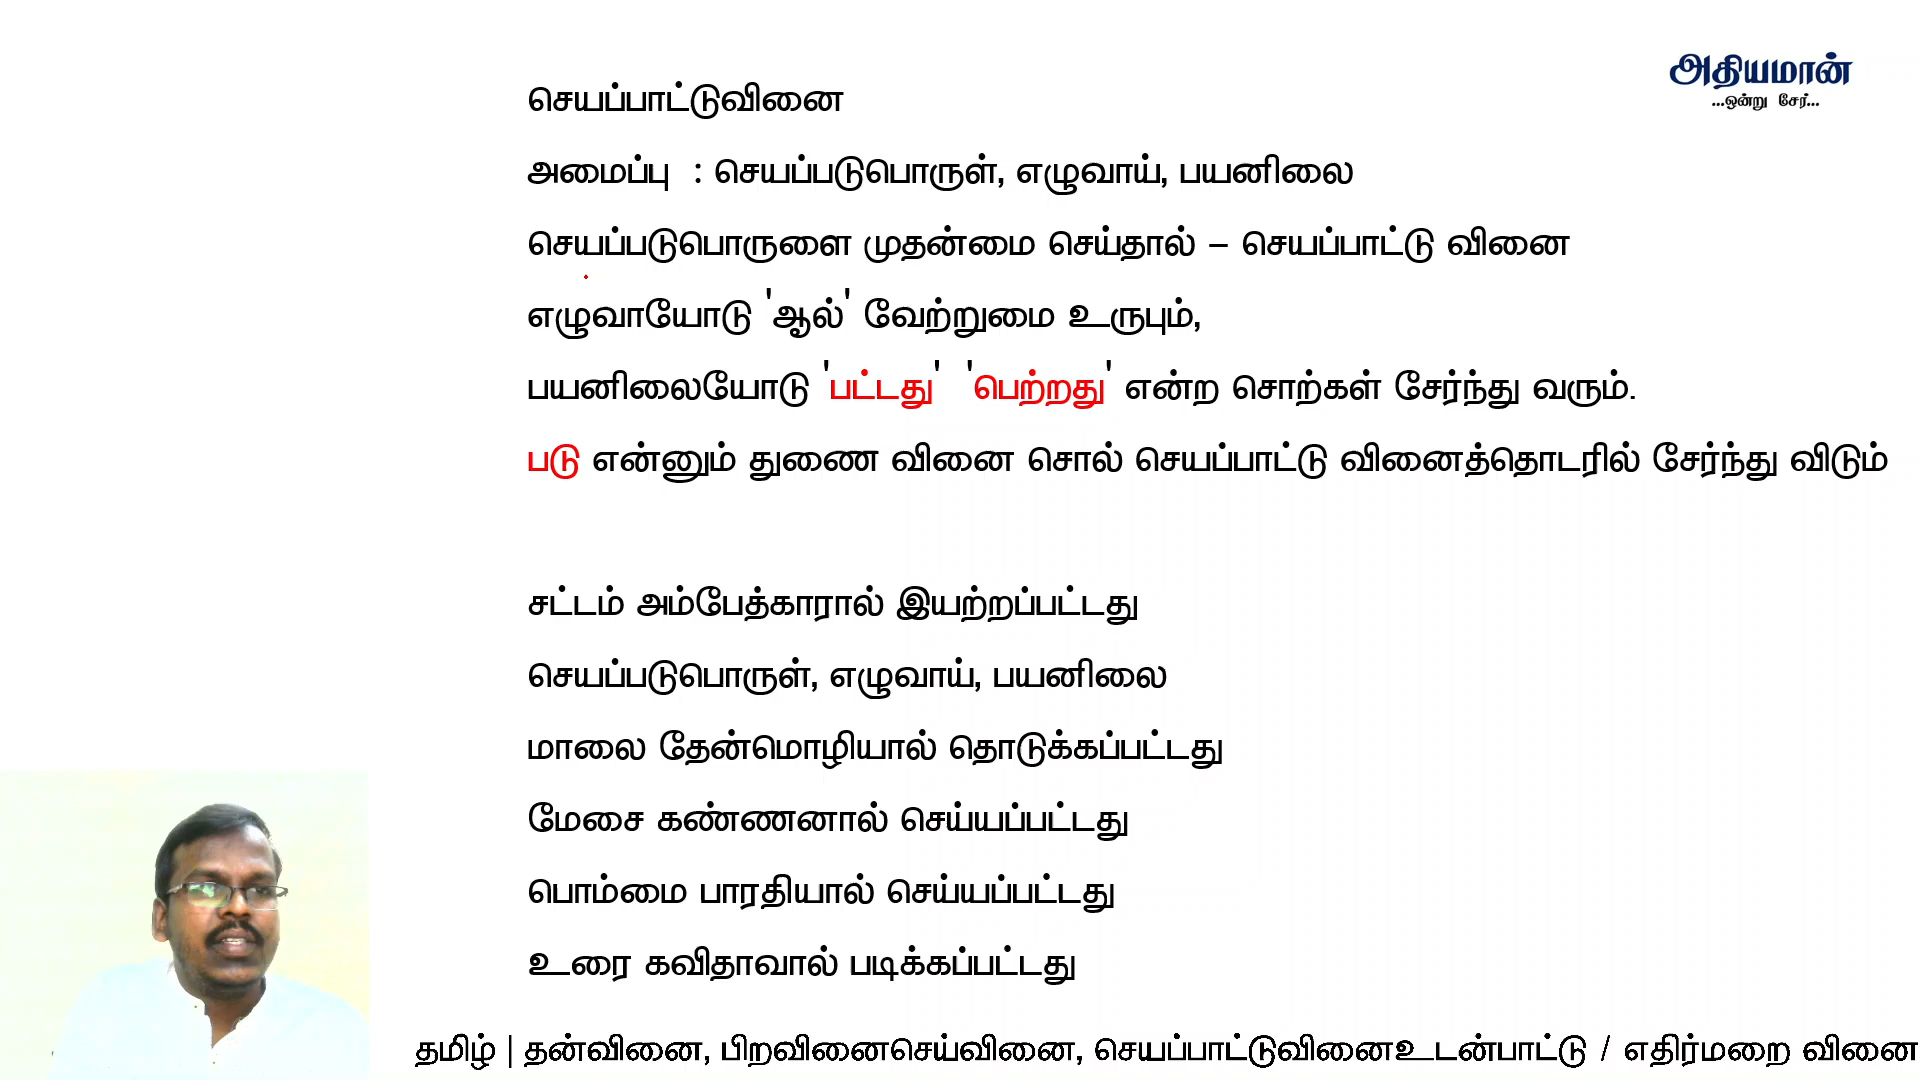 அதியமான்
...ஒன்று சேர்...
செயப்பாட்டுவினை
அமைப்பு : செயப்படுபொருள், எழுவாய், பயனிலை
செயப்படுபொருளை முதன்மை செய்தால் – செயப்பாட்டு வினை
எழுவாயோடு 'ஆல்' வேற்றுமை உருபும்,
பயனிலையோடு 'பட்டது' 'பெற்றது' என்ற சொற்கள் சேர்ந்து வரும்.
படு என்னும் துணை வினை சொல் செயப்பாட்டு வினைத்தொடரில் சேர்ந்து விடும்
சட்டம் அம்பேத்காரால் இயற்றப்பட்டது
செயப்படுபொருள், எழுவாய், பயனிலை
மாலை தேன்மொழியால் தொடுக்கப்பட்டது
மேசை கண்ணனால் செய்யப்பட்டது
பொம்மை பாரதியால் செய்யப்பட்டது
உரை கவிதாவால் படிக்கப்பட்டது
தமிழ் | தன்வினை, பிறவினைசெய்வினை, செயப்பாட்டுவினைஉடன்பாட்டு / எதிர்மறை வினை